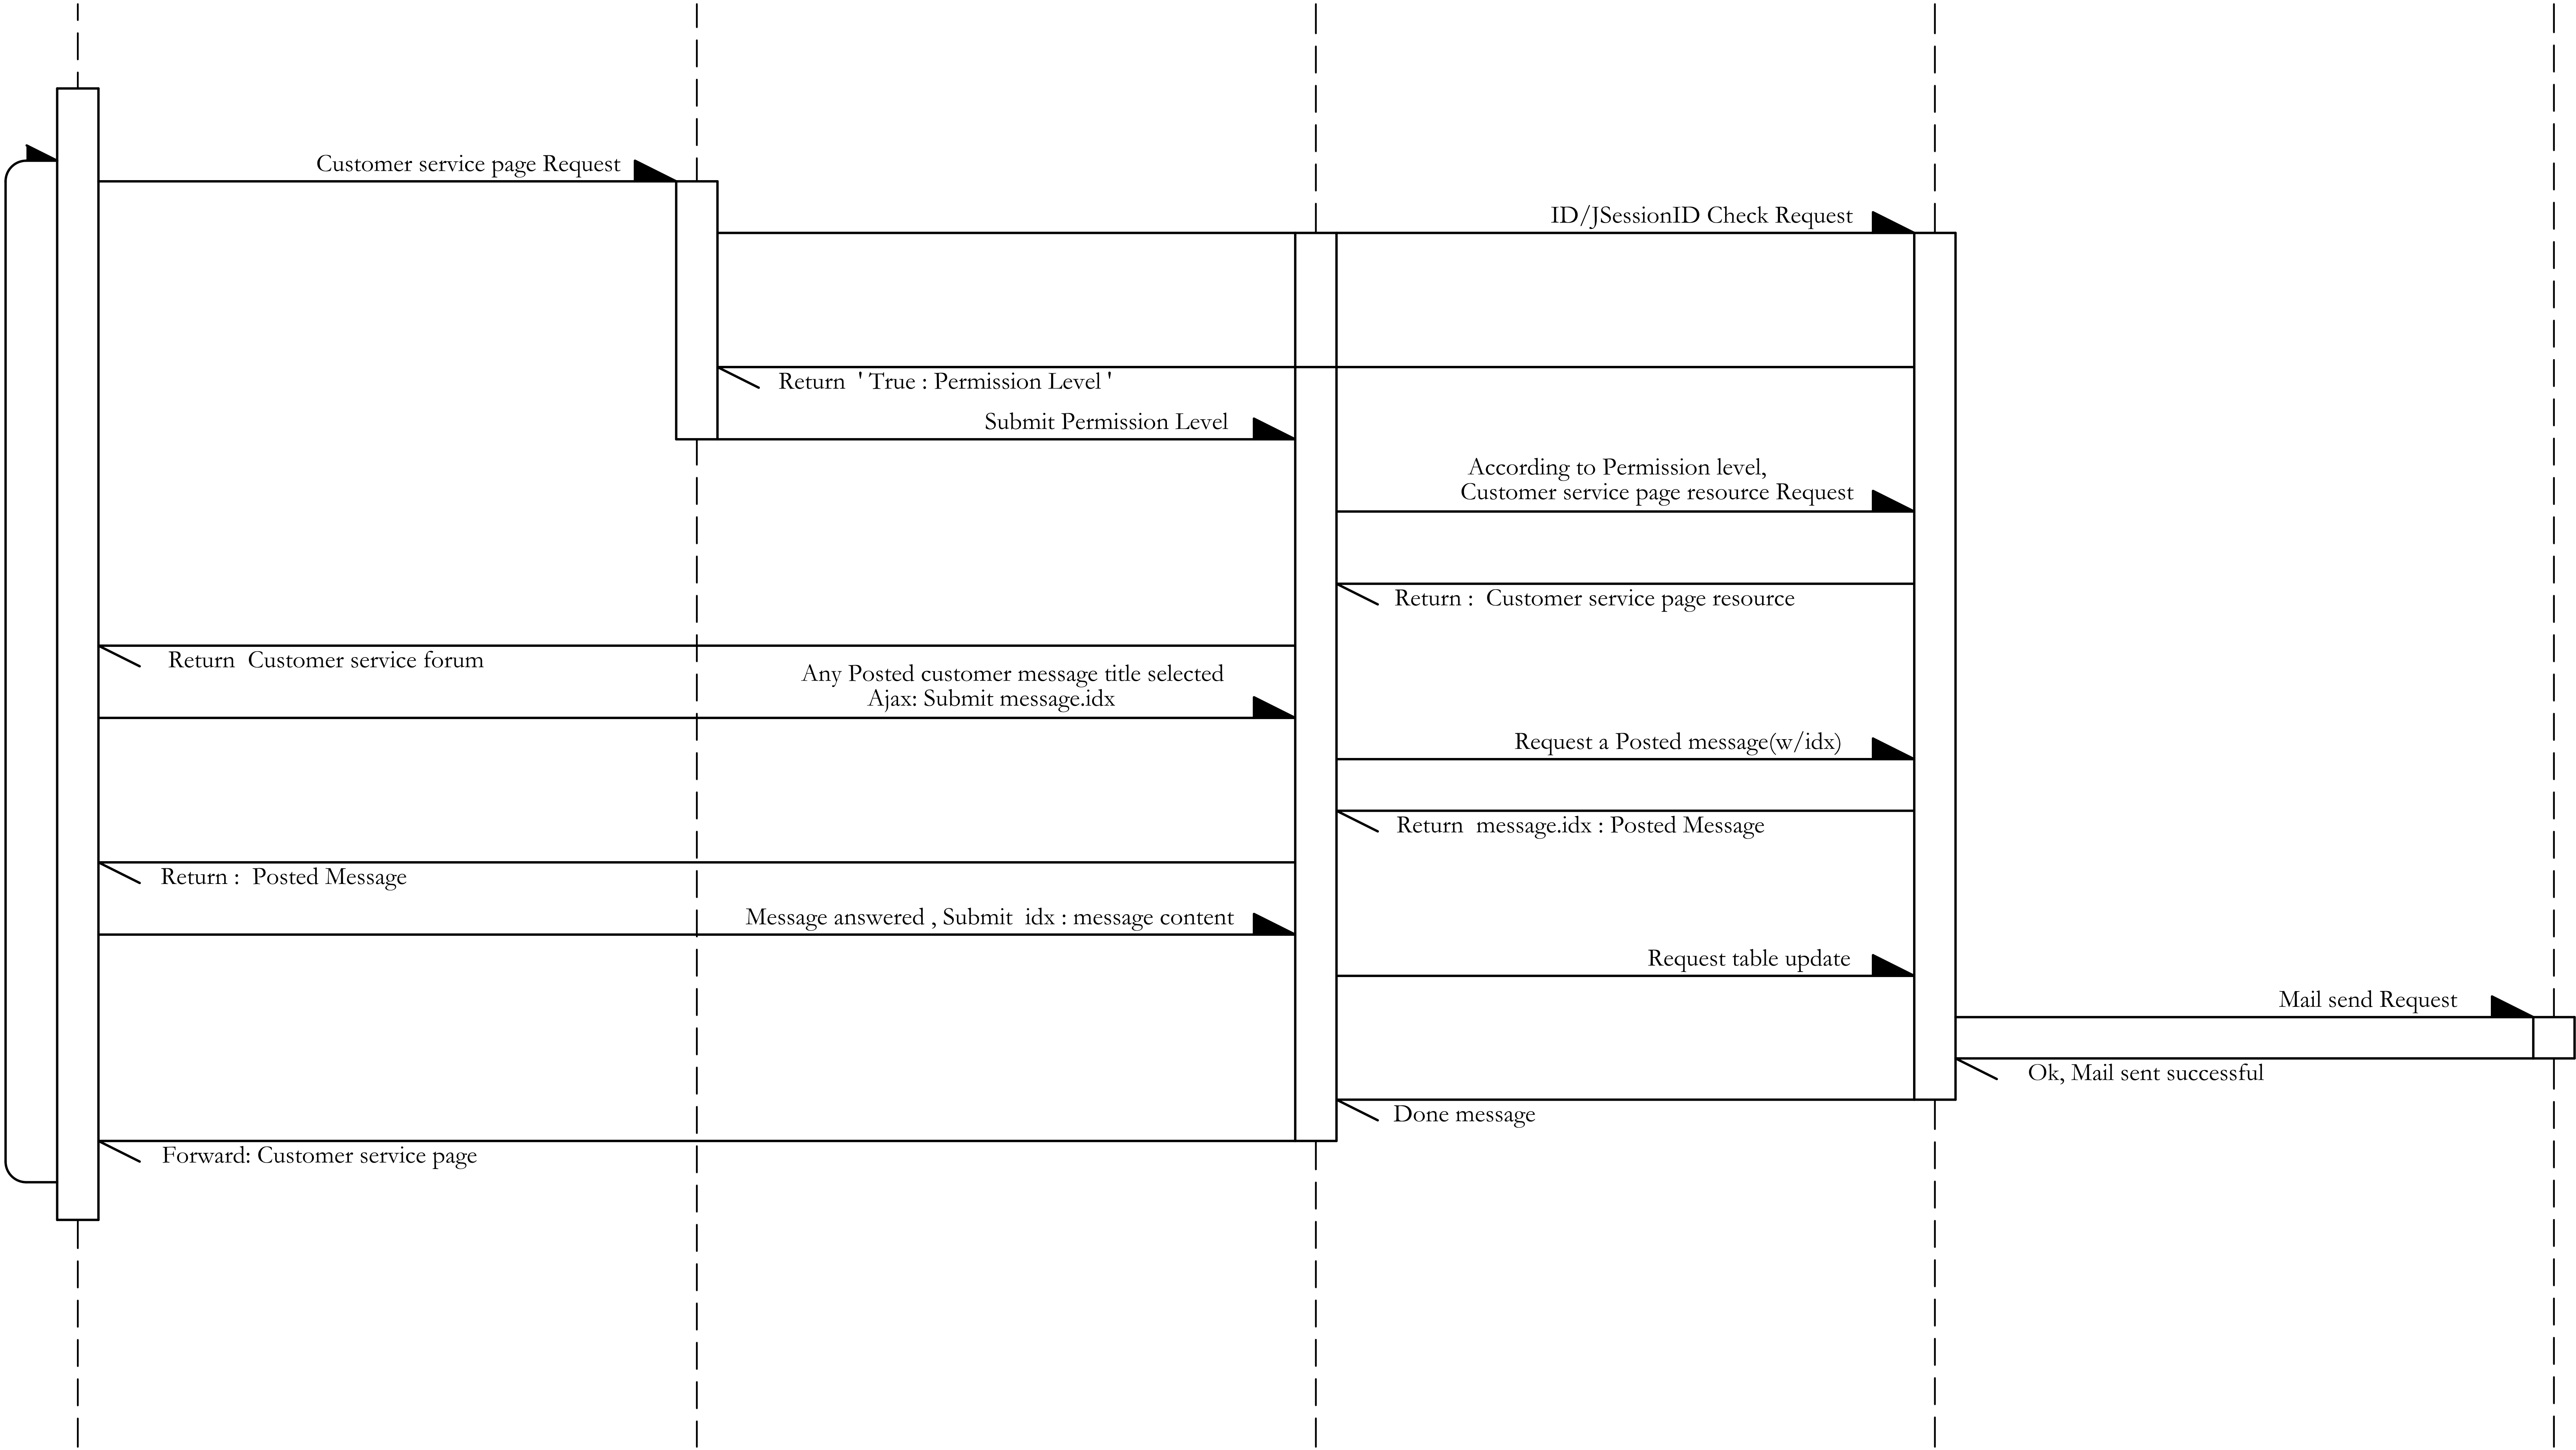 Customer service page Request
ID/JSessionID Check Request
Return ' True : Permission Level '
Submit Permission Level
According to Permission level,
Customer service page resource Request
Return : Customer service page resource
Return Customer service forum
Any Posted customer message title selected
Ajax: Submit message.idx
Request a Posted message(w/idx)
Return message.idx : Posted Message
Return : Posted Message
Message answered , Submit idx : message content
Request table update
Mail send Request
Ok, Mail sent successful
Done message
Forward: Customer service page